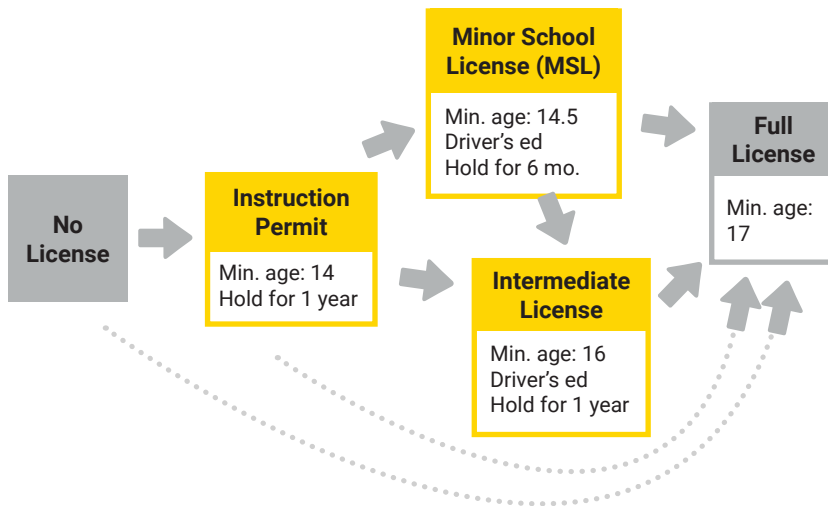 No
License
Instruction
Permit
Min. age: 14
Hold for 1 year
Minor School
License (MSL)
Min. age: 14.5
Driver's ed
Hold for 6 mo.
Intermediate
License
Min. age: 16
Driver's ed
Hold for 1 year
Full
License
Min. age:
17